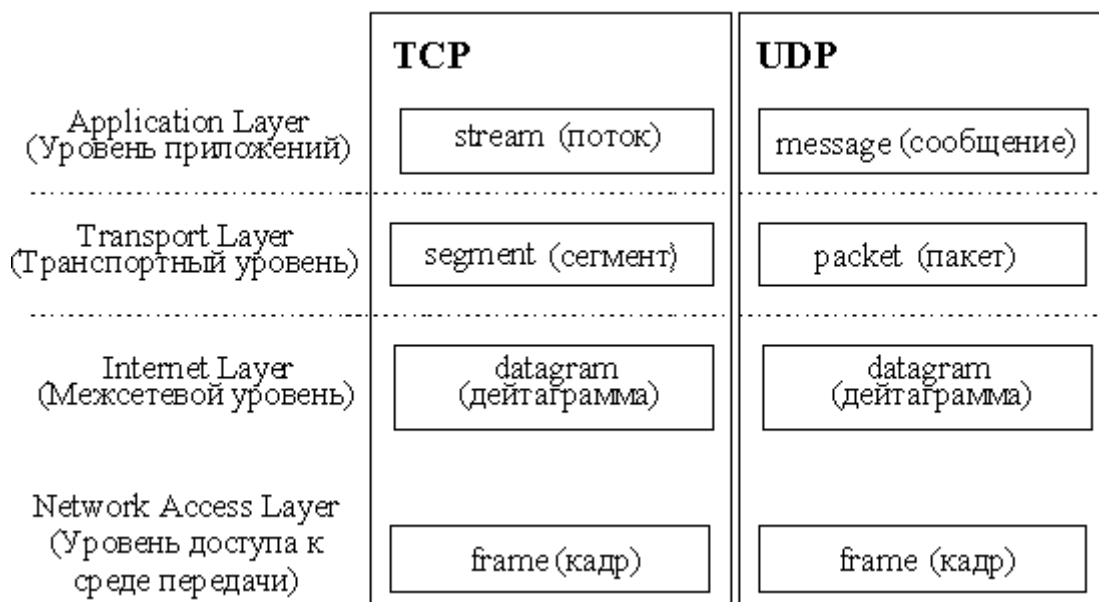 TCP
UDP
Application Layer
(Уровень приложений)
stream (поток)
message (сообщение)
Transport Layer
(Транспортный уровень)
segment (сегмент)
packet (пакет)
Internet Layer
(Межсетевой уровень)
datagram
(дейтаграмма)
datagram
(дейтаграмма)
Network Access Layer
(Уровень доступа к
среде передачи)
frame (кадр)
frame (кадр)